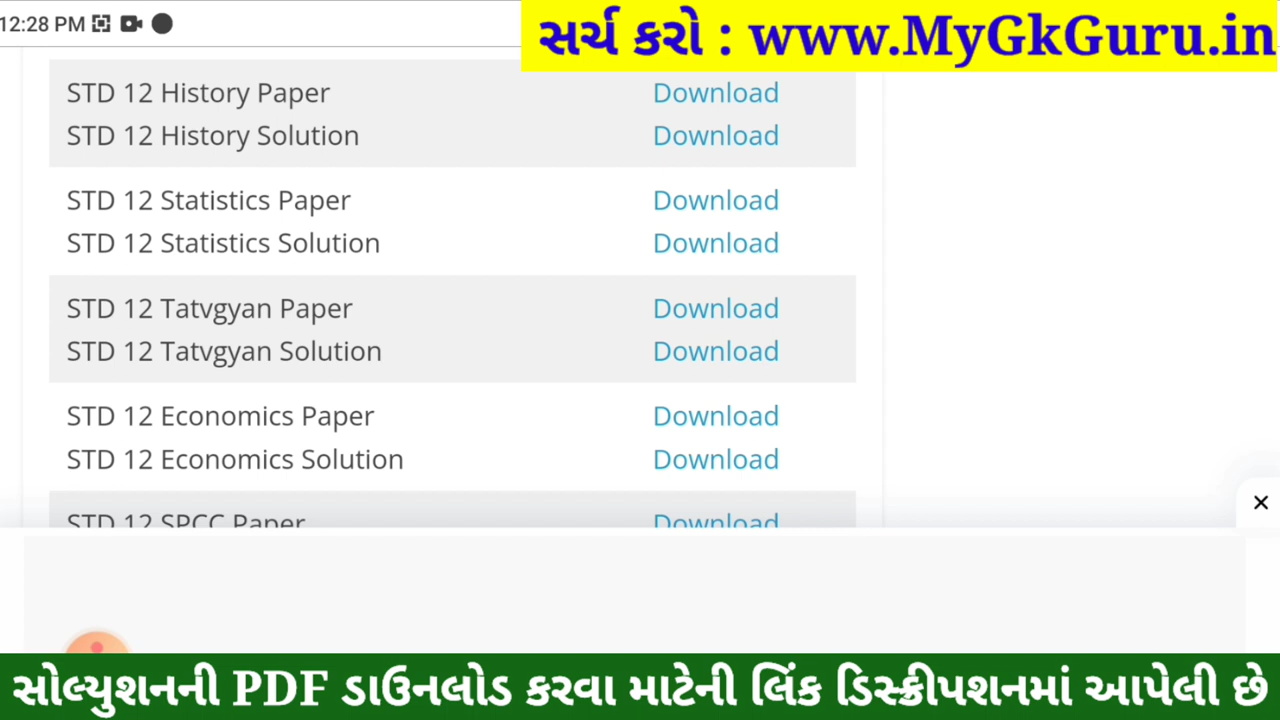 12:28 PM
સર્ચ કરો : www.MyGkGuru.in
STD 12 History Paper Download
STD 12 History Solution Download
STD 12 Statistics Paper Download
STD 12 Statistics Solution Download
STD 12 Tatvgyan Paper Download
STD 12 Tatvgyan Solution Download
STD 12 Economics Paper Download
STD 12 Economics Solution Download
STD 12 SPCC Paper Download
સોલ્યુશનની PDF ડાઉનલોડ કરવા માટેની લિંક ડિસ્ક્રીપશનમાં આપેલી છે